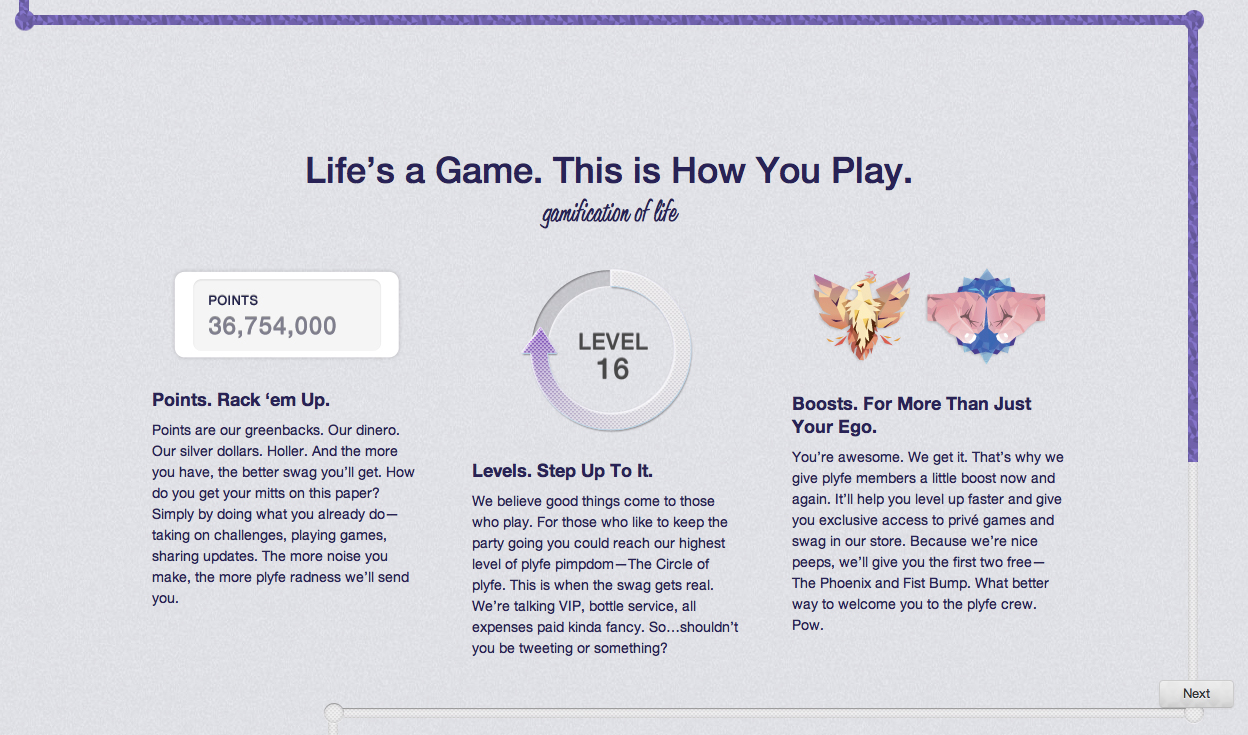 Life’s a Game. This is How You Play.
gamification of life
POINTS
36,754,000
Points. Rack ‘em Up.
Points are our greenbacks. Our dinero.
Our silver dollars. Holler. And the more
you have, the better swag you’ll get. How
do you get your mitts on this paper?
Simply by doing what you already do—
taking on challenges, playing games,
sharing updates. The more noise you
make, the more plyfe radness we’ll send
you.
LEVEL
16
Levels. Step Up To It.
We believe good things come to those
who play. For those who like to keep the
party going you could reach our highest
level of plyfe pimpdom—The Circle of
plyfe. This is when the swag gets real.
We’re talking VIP, bottle service, all
expenses paid kinda fancy. So…shouldn’t
you be tweeting or something?
Boosts. For More Than Just
Your Ego.
You’re awesome. We get it. That’s why we
give plyfe members a little boost now and
again. It’ll help you level up faster and give
you exclusive access to privé games and
swag in our store. Because we’re nice
peeps, we’ll give you the first two free—
The Phoenix and Fist Bump. What better
way to welcome you to the plyfe crew.
Pow.
Next